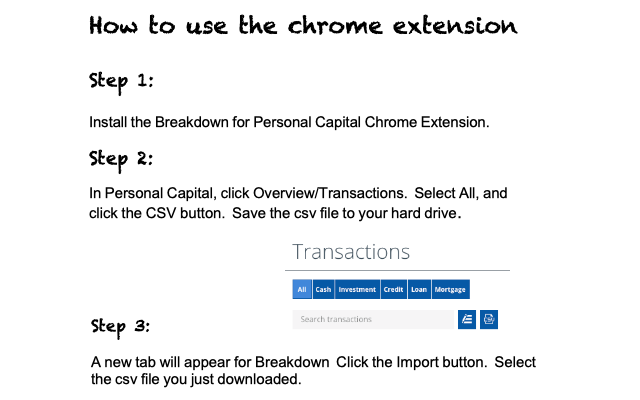 How to use the chrome extension
Step 1:
Install the Breakdown for Personal Capital Chrome Extension.
Step 2:
In Personal Capital, click Overview/Transactions. Select All, and
click the CSV button. Save the csv file to your hard drive.
Transactions
All Cash Investment Credit Loan Mortgage
Search transactions
Step 3:
A new tab will appear for Breakdown Click the Import button. Select
the csv file you just downloaded.